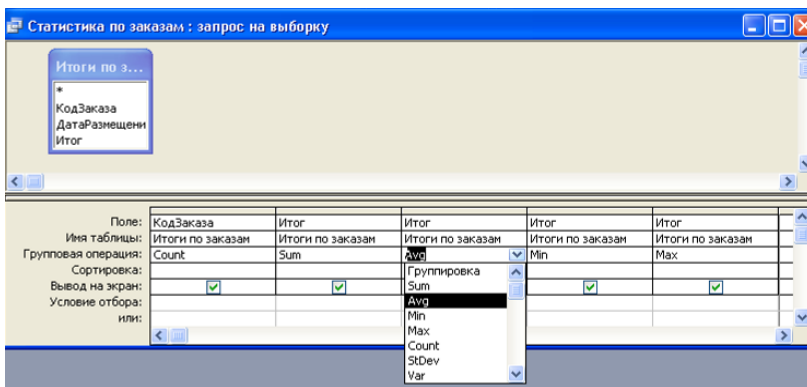 Статистика по заказам : запрос на выборку
Итоги по з...
*
КодЗаказа
ДатаРазмещени
Итог
Поле: КодЗаказа Итог Итог Итог Итог
Имя таблицы: Итоги по заказам Итоги по заказам Итоги по заказам Итоги по заказам Итоги по заказам
Групповая операция: Count Sum Avg Min Max
Сортировка:
Вывод на экран:
Условие отбора:
или:
Группировка
Sum
Avg
Min
Max
Count
StDev
Var